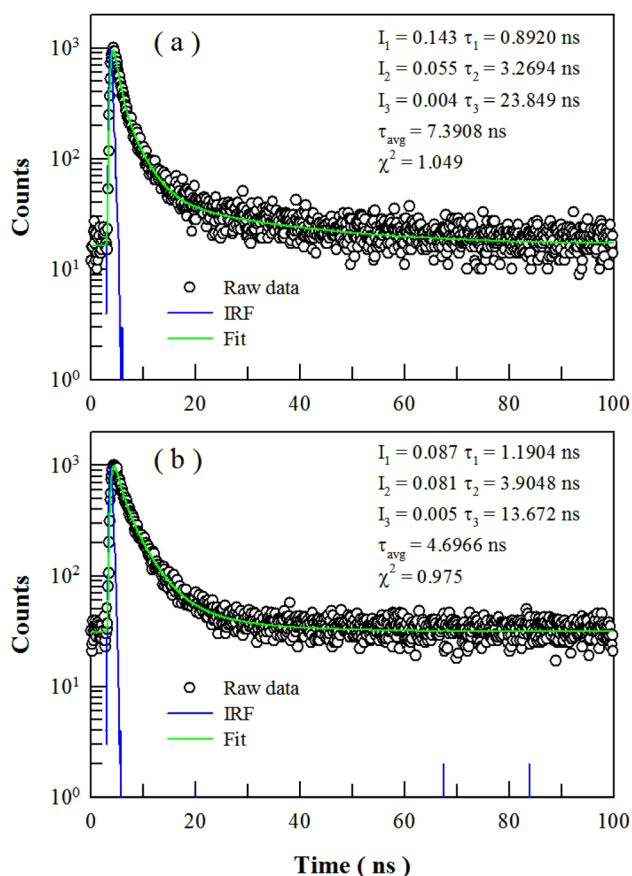 ( a )
I₁ = 0.143 τ₁ = 0.8920 ns
I₂ = 0.055 τ₂ = 3.2694 ns
I₃ = 0.004 τ₃ = 23.849 ns
τavg = 7.3908 ns
χ² = 1.049
Counts
10³
10²
10¹
10⁰
Raw data
IRF
Fit
0 20 40 60 80 100
( b )
I₁ = 0.087 τ₁ = 1.1904 ns
I₂ = 0.081 τ₂ = 3.9048 ns
I₃ = 0.005 τ₃ = 13.672 ns
τavg = 4.6966 ns
χ² = 0.975
Counts
10³
10²
10¹
10⁰
Raw data
IRF
Fit
0 20 40 60 80 100
Time ( ns )